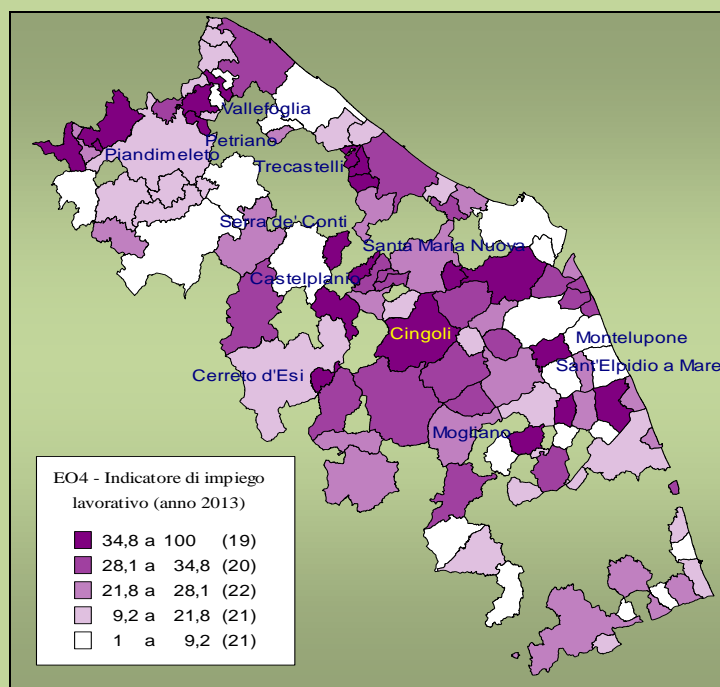 Vallefoglia
Petriano
Piandimeleto
Trecastelli
Serra de' Conti
Santa Maria Nuova
Castelplanio
Cingoli
Montelupone
Sant'Elpidio a Mare
Cerreto d'Esi
Mogliano
EO4 - Indicatore di impiego
lavorativo (anno 2013)
34,8 a 100 (19)
28,1 a 34,8 (20)
21,8 a 28,1 (22)
9,2 a 21,8 (21)
1 a 9,2 (21)